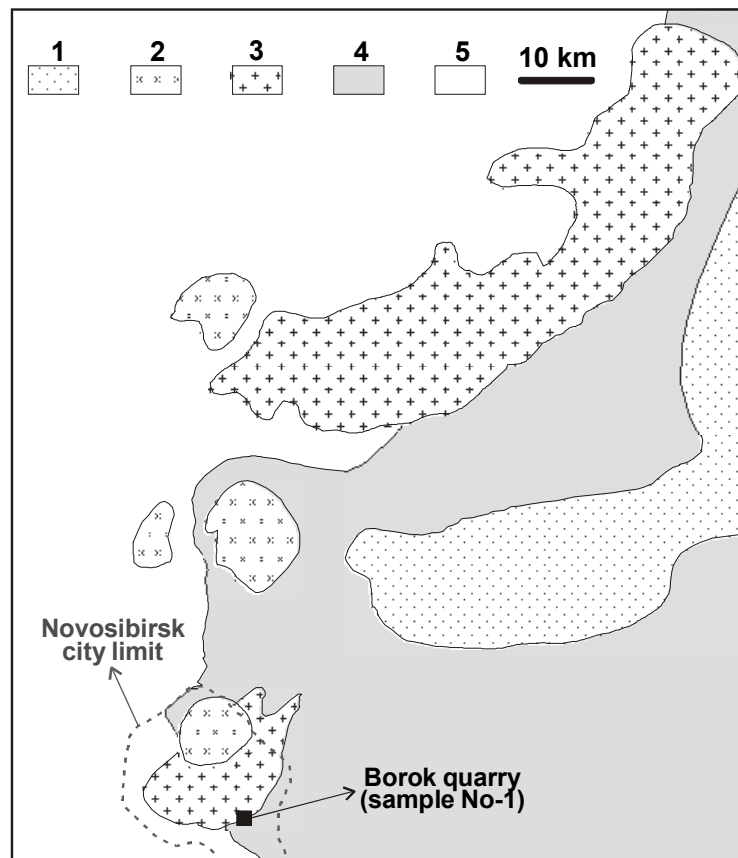 1 2 3 4 5 10 km
Novosibirsk
city limit
Borok quarry
(sample No-1)